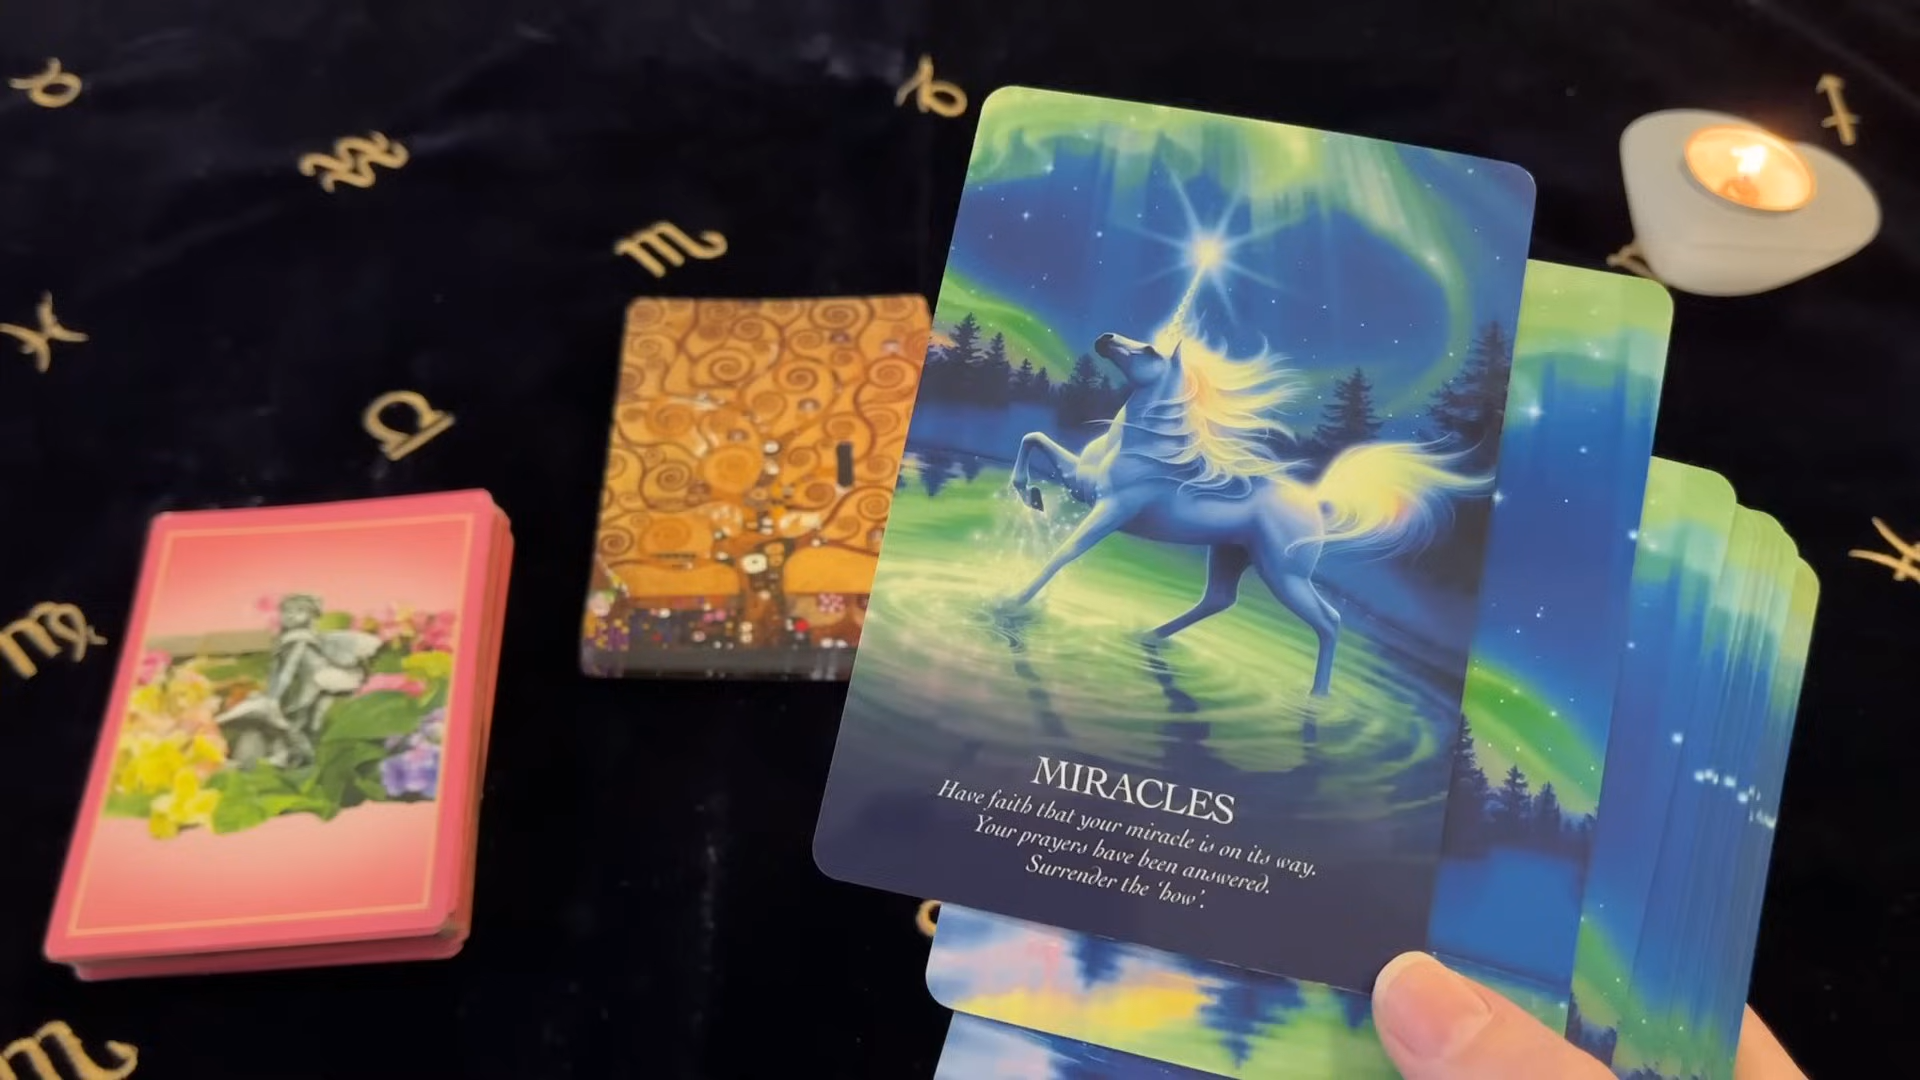 MIRACLES
Have faith that your miracle is on its way.
Your prayers have been answered.
Surrender the ‘how’.